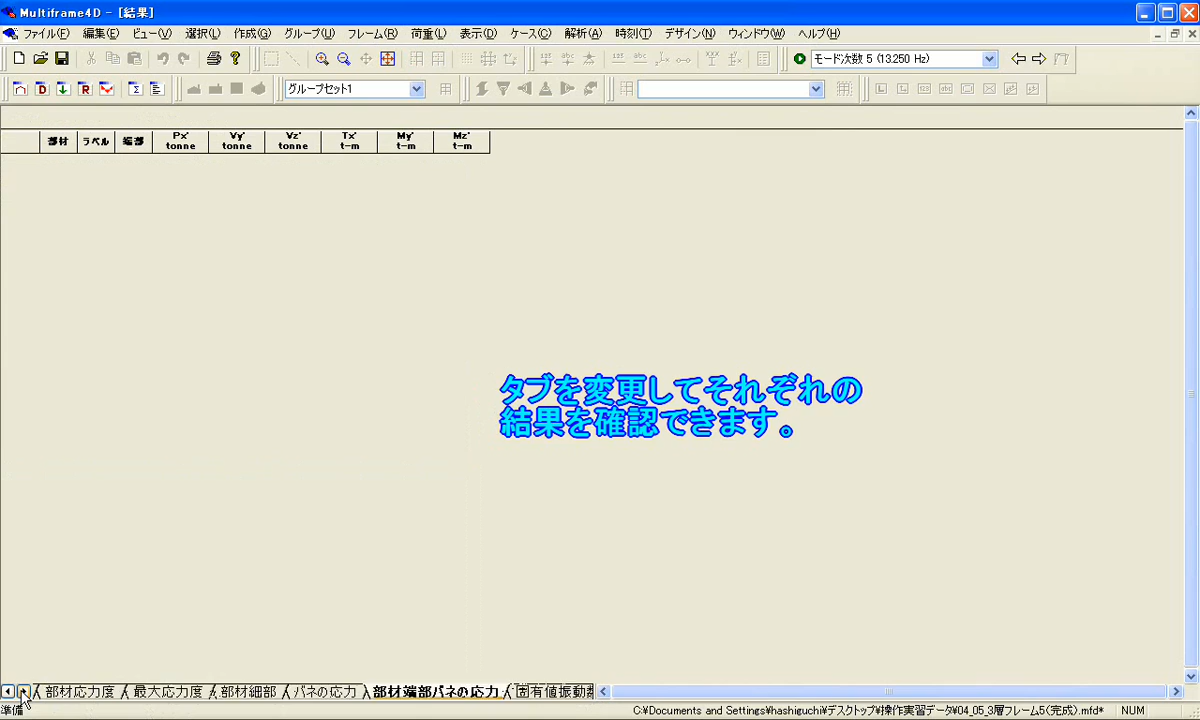 Multiframe4D - [結果]
ファイル(F) 編集(E) ビュー(V) 選択(L) 作成(G) グループ(U) フレーム(R) 荷重(L) 表示(D) ケース(C) 解析(A) 時刻(T) デザイン(N) ウィンドウ(W) ヘルプ(H)
モード次数 5 (13.250 Hz)
グループセット1
部材 ラベル 端部 Px' tonne Vy' tonne Vz' tonne Tx' t-m My' t-m Mz' t-m
タブを変更してそれぞれの
結果を確認できます。
部材応力度 最大応力度 部材細部 バネの応力 部材端部バネの応力 固有値振動数
準備 C:¥Documents and Settings¥hashiguchi¥デスクトップ¥操作実習データ¥04_05_3層フレーム5(完成).mfd* NUM